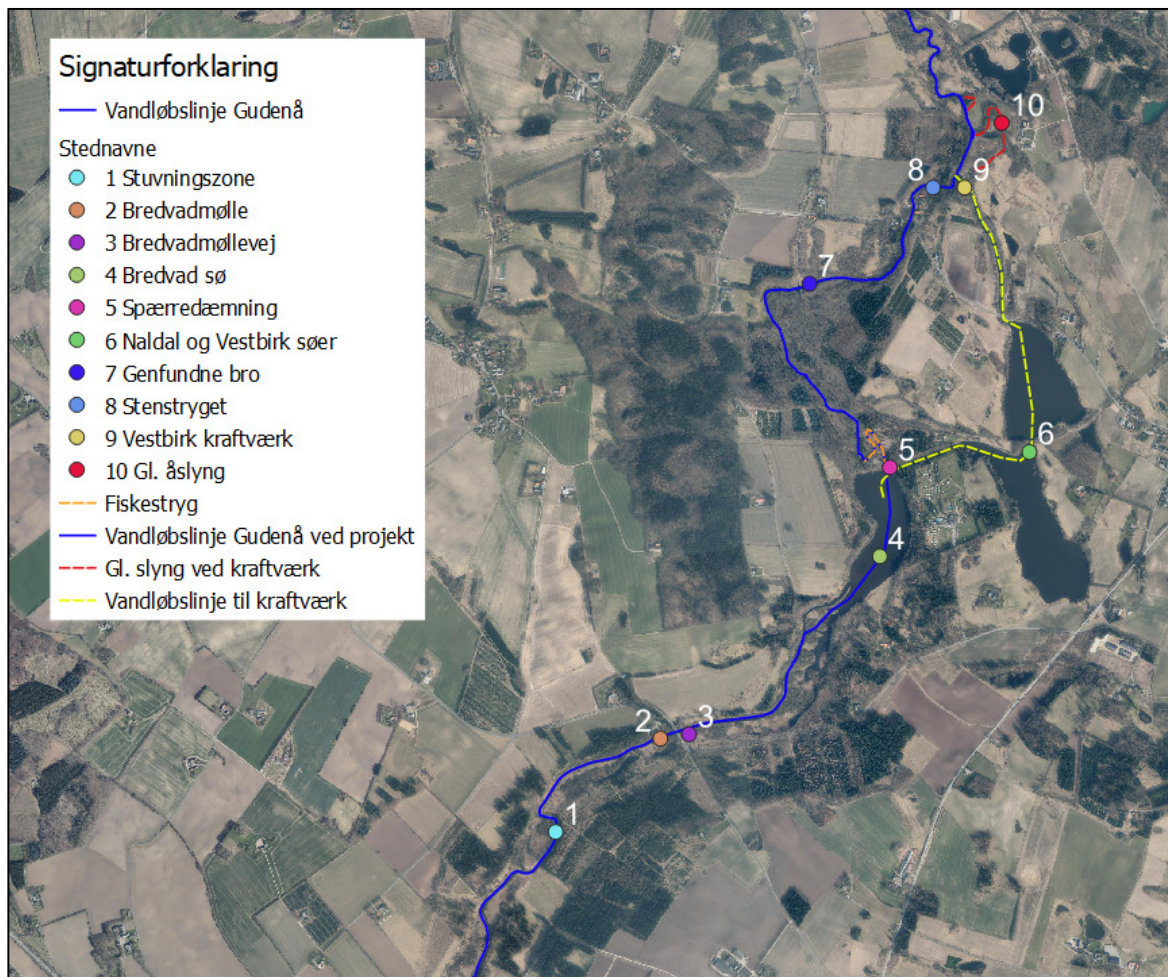 Signaturforklaring
Vandløbslinje Gudenå
Stednavne
1 Stuvningszone
2 Bredvadmølle
3 Bredvadmøllevej
4 Bredvad sø
5 Spærredæmning
6 Naldal og Vestbirk søer
7 Genfundne bro
8 Stenstryget
9 Vestbirk kraftværk
10 Gl. åslyng
Fiskestryg
Vandløbslinje Gudenå ved projekt
Gl. slyng ved kraftværk
Vandløbslinje til kraftværk
10
8
9
7
6
5
4
2
3
1